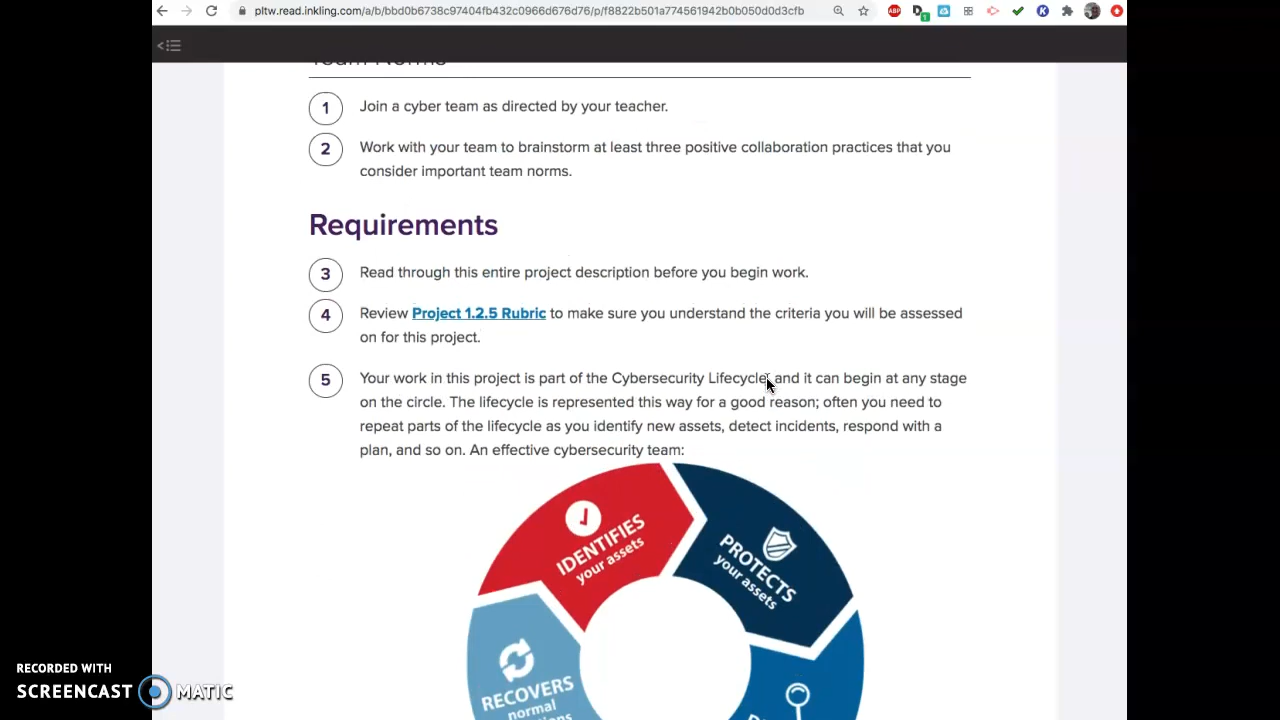 pltw.read.inkling.com/a/b/bbd0b6738c97404fb432c0966d676d76/p/f8822b501a774561942b0b050d0d3cfb
ABP
1
K
Team Norms
1 Join a cyber team as directed by your teacher.
2 Work with your team to brainstorm at least three positive collaboration practices that you
consider important team norms.
Requirements
3 Read through this entire project description before you begin work.
4 Review Project 1.2.5 Rubric to make sure you understand the criteria you will be assessed
on for this project.
5 Your work in this project is part of the Cybersecurity Lifecycle, and it can begin at any stage
on the circle. The lifecycle is represented this way for a good reason; often you need to
repeat parts of the lifecycle as you identify new assets, detect incidents, respond with a
plan, and so on. An effective cybersecurity team:
IDENTIFIES
your assets
PROTECTS
your assets
RECOVERS
normal
RECORDED WITH
SCREENCAST MATIC